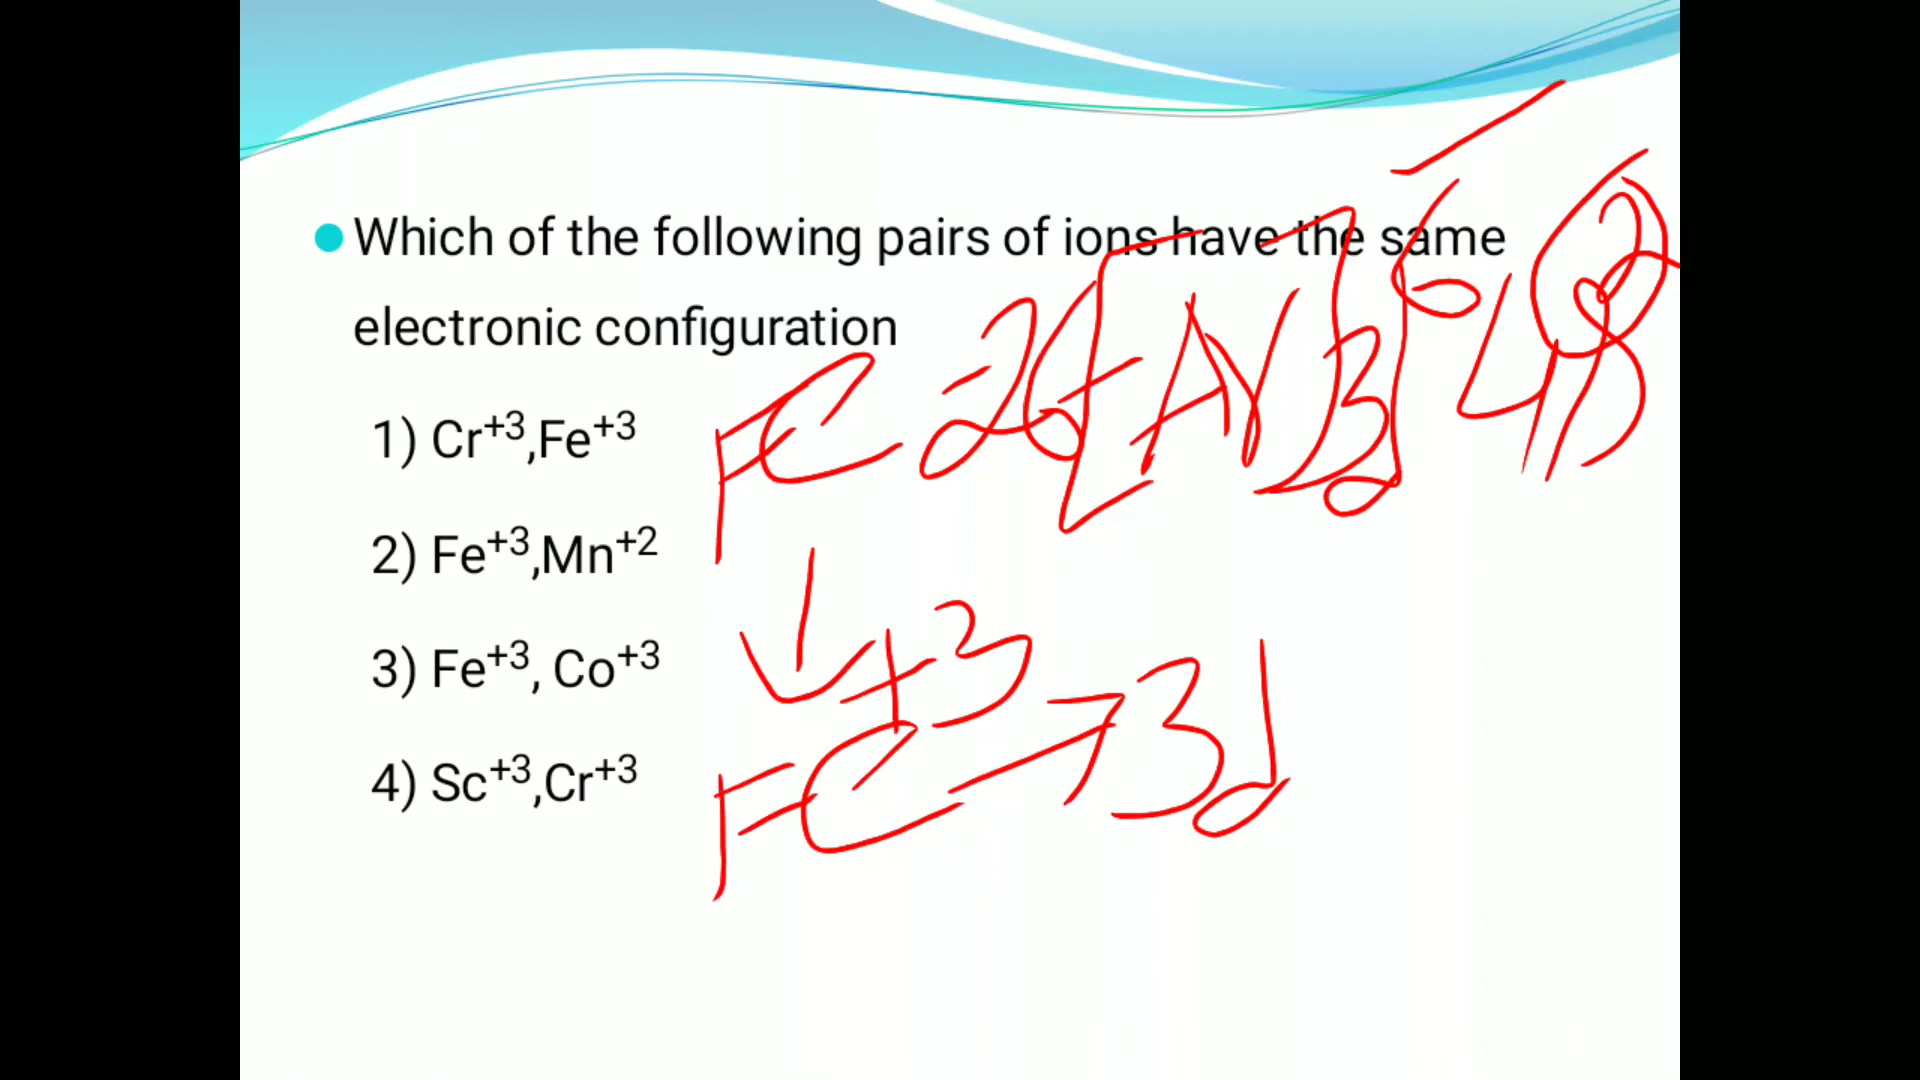 Which of the following pairs of ions have the same
electronic configuration
1) Cr+3,Fe+3
2) Fe+3,Mn+2
3) Fe+3, Co+3
4) Sc+3,Cr+3
Fe 26 [Ar] 3d6 4s2
Fe+3 → 3d